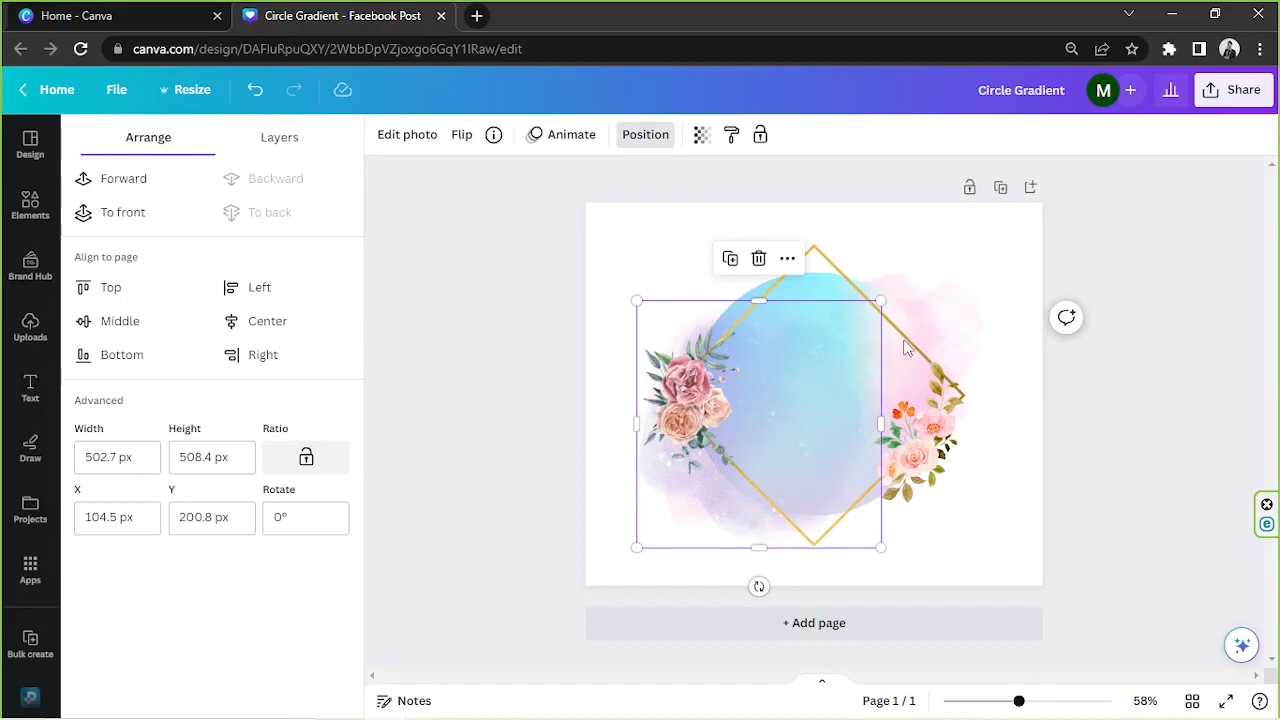 Home - Canva
Circle Gradient - Facebook Post
canva.com/design/DAFluRpuQXY/2WbbDpVZjoxgo6GqY1IRaw/edit
Home
File
Resize
Circle Gradient
M
Share
Design
Elements
Brand Hub
Uploads
Text
Draw
Projects
Apps
Bulk create
Arrange
Layers
Forward
Backward
To front
To back
Align to page
Top
Left
Middle
Center
Bottom
Right
Advanced
Width
Height
Ratio
502.7 px
508.4 px
X
Y
Rotate
104.5 px
200.8 px
0°
Edit photo
Flip
Animate
Position
+ Add page
Notes
Page 1 / 1
58%